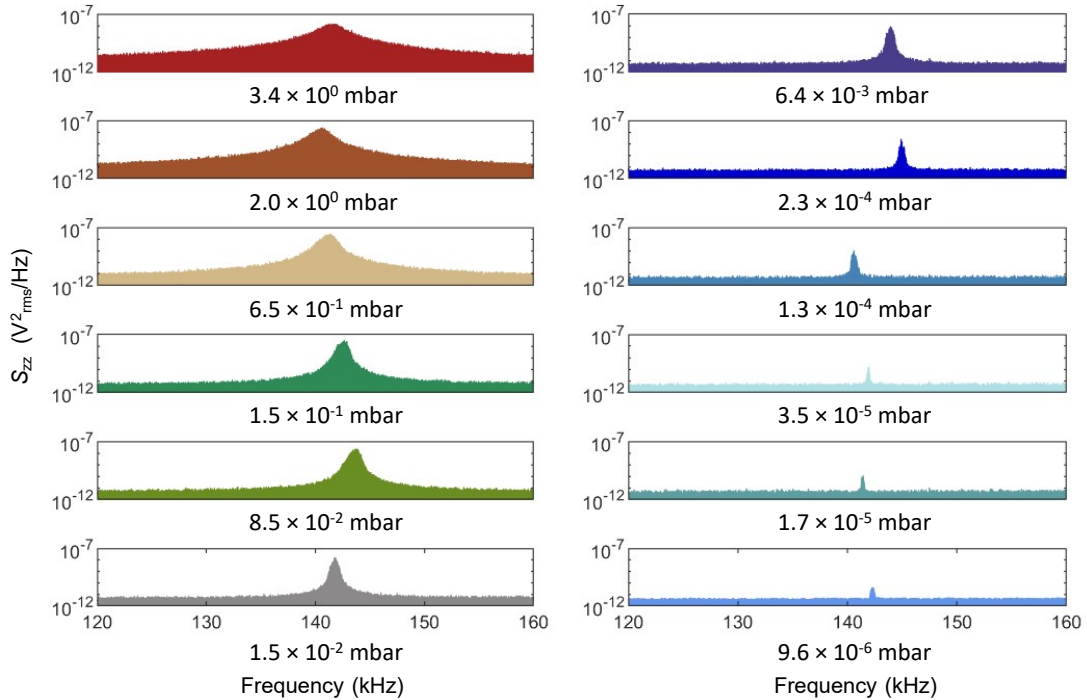 S_zz (V²_rms/Hz)
10⁻⁷
10⁻¹²
3.4 × 10⁰ mbar
10⁻⁷
10⁻¹²
2.0 × 10⁰ mbar
10⁻⁷
10⁻¹²
6.5 × 10⁻¹ mbar
10⁻⁷
10⁻¹²
1.5 × 10⁻¹ mbar
10⁻⁷
10⁻¹²
8.5 × 10⁻² mbar
10⁻⁷
10⁻¹²
120 130 140 150 160
1.5 × 10⁻² mbar
Frequency (kHz)
10⁻⁷
10⁻¹²
6.4 × 10⁻³ mbar
10⁻⁷
10⁻¹²
2.3 × 10⁻⁴ mbar
10⁻⁷
10⁻¹²
1.3 × 10⁻⁴ mbar
10⁻⁷
10⁻¹²
3.5 × 10⁻⁵ mbar
10⁻⁷
10⁻¹²
1.7 × 10⁻⁵ mbar
10⁻⁷
10⁻¹²
120 130 140 150 160
9.6 × 10⁻⁶ mbar
Frequency (kHz)